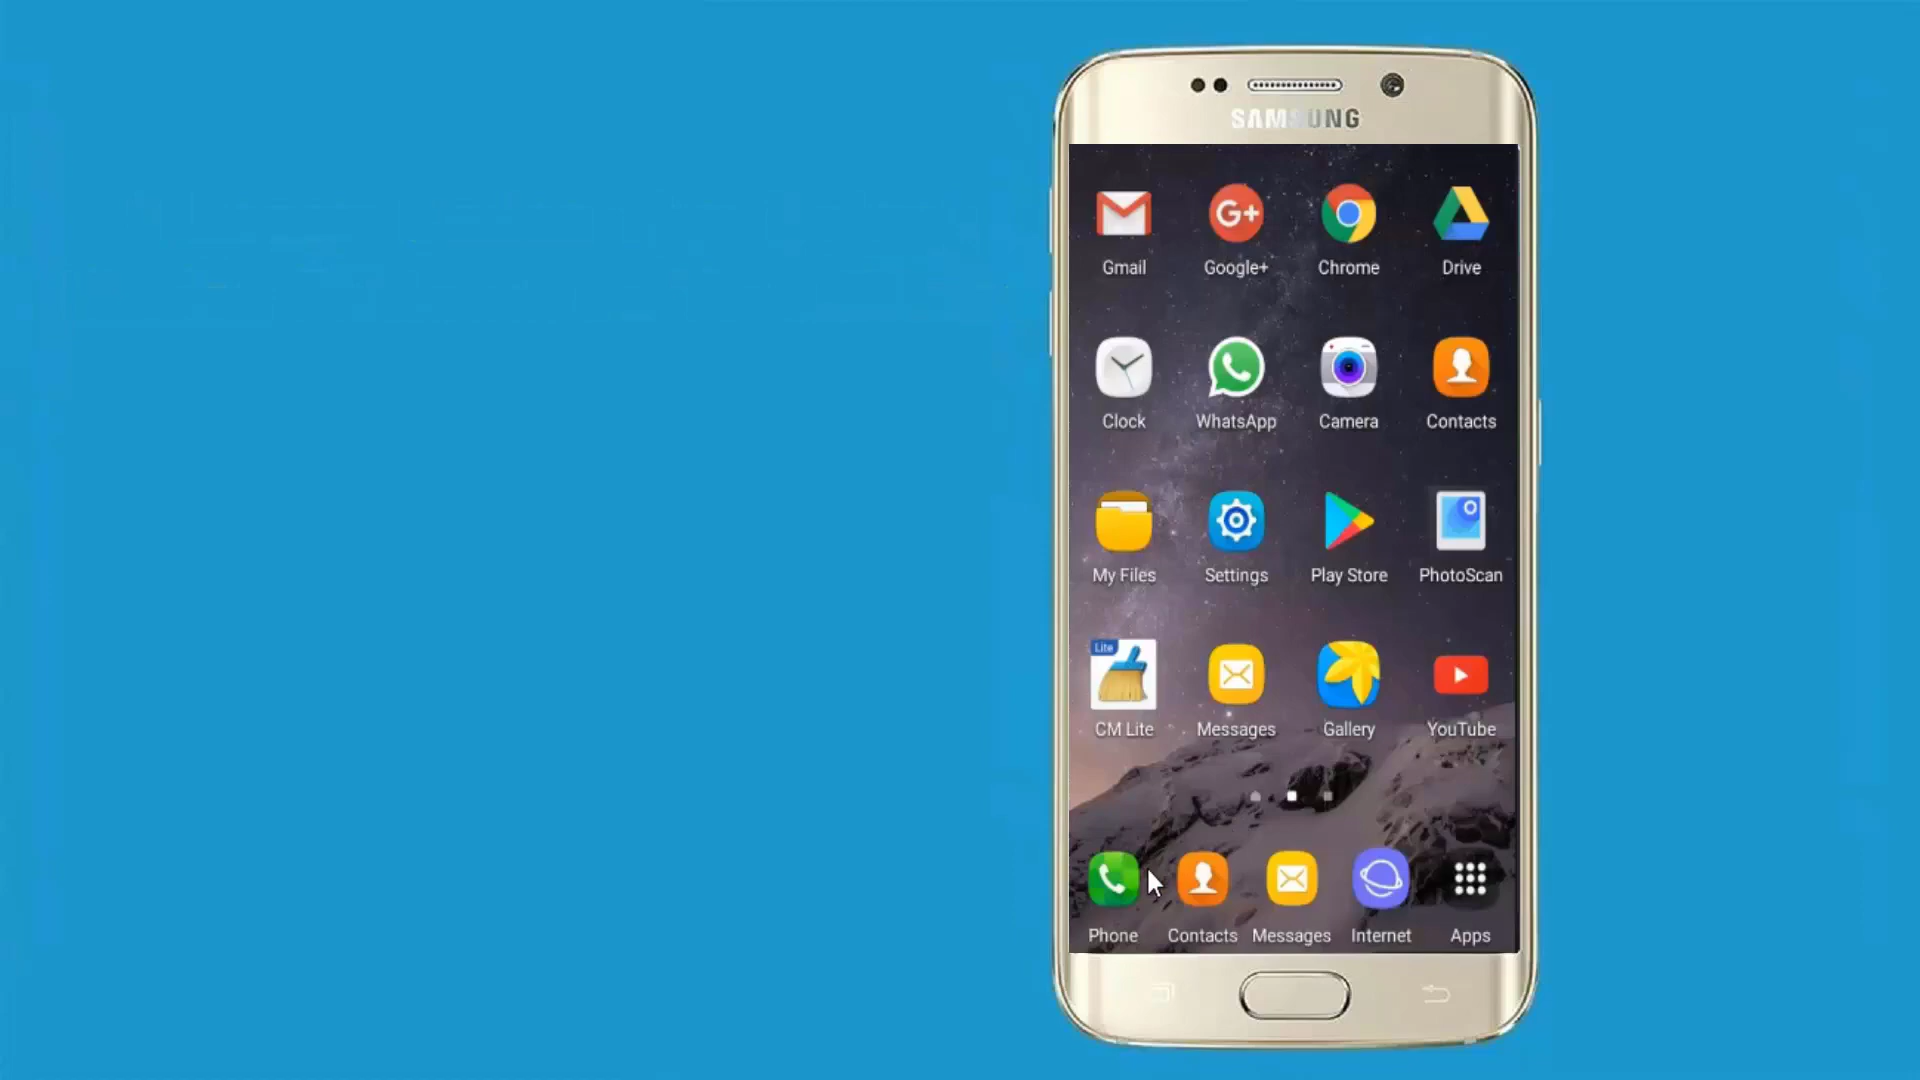 SAMSUNG
Gmail Google+ Chrome Drive
Clock WhatsApp Camera Contacts
My Files Settings Play Store PhotoScan
Lite
CM Lite Messages Gallery YouTube
Phone Contacts Messages Internet Apps